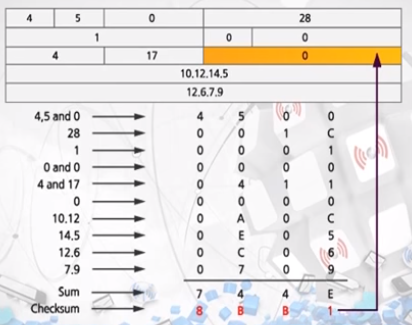 4 5 0 28
1 0 0
4 17 0
10.12.14.5
12.6.7.9
4,5 and 0 4 5 0 0
28 0 0 1 C
1 0 0 0 1
0 and 0 0 0 0 0
4 and 17 0 4 1 1
0 0 0 0 0
10.12 0 A 0 C
14.5 0 E 0 5
12.6 0 C 0 6
7.9 0 7 0 9
Sum 7 4 4 E
Checksum 8 B B 1